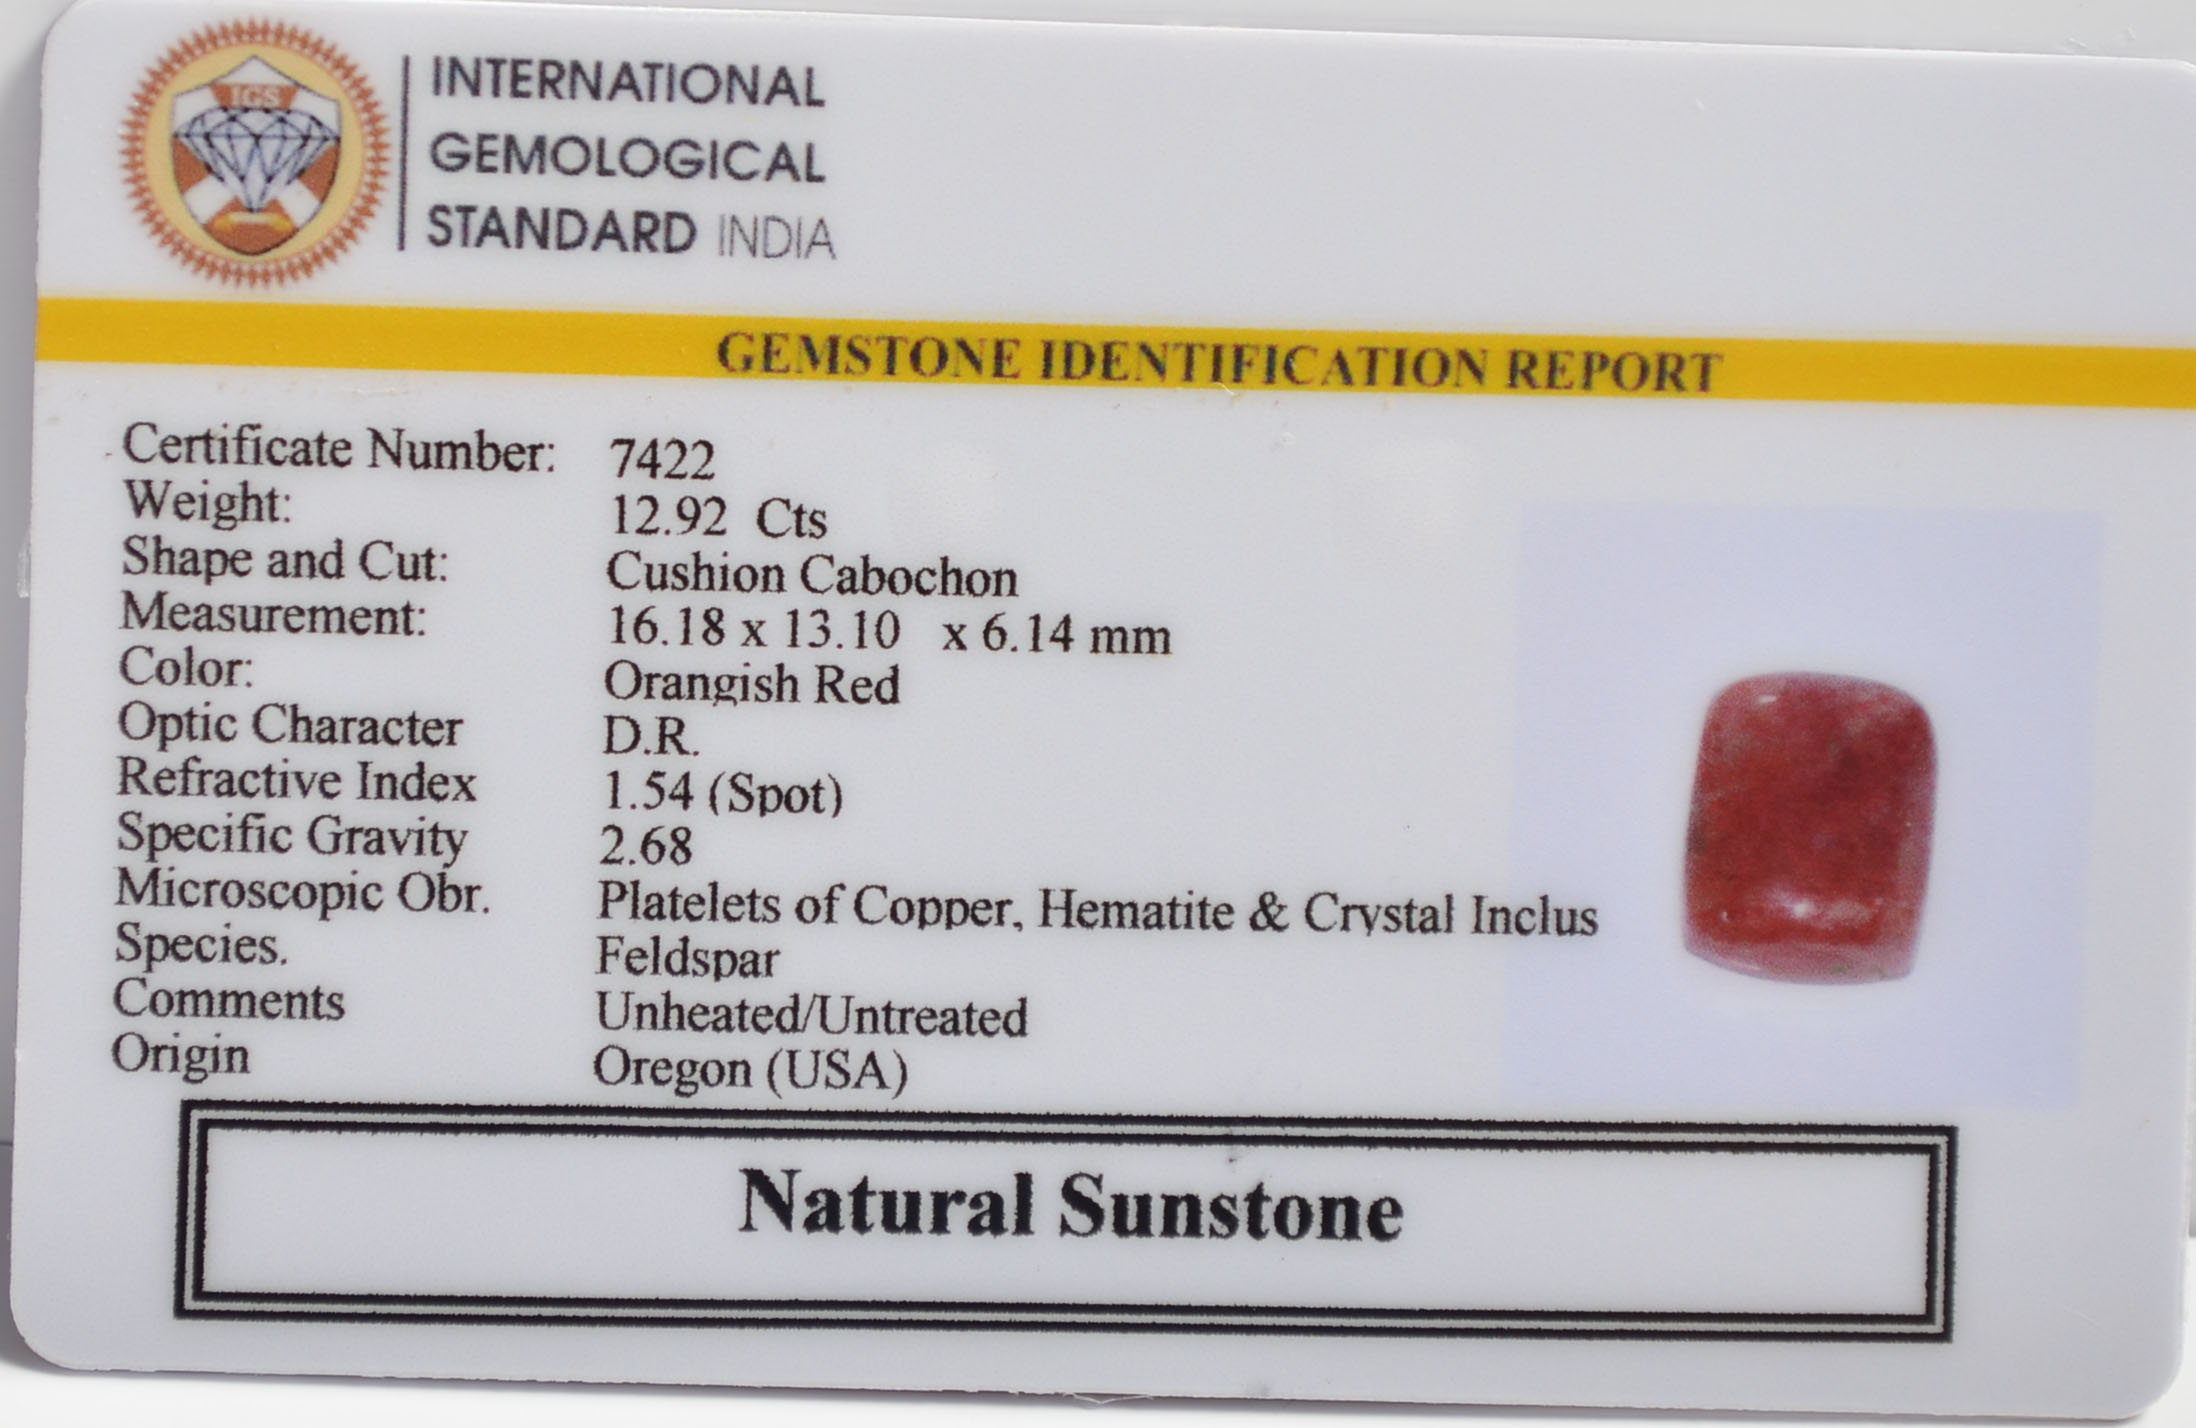 IGS
INTERNATIONAL
GEMOLOGICAL
STANDARD INDIA
GEMSTONE IDENTIFICATION REPORT
Certificate Number: 7422
Weight: 12.92 Cts
Shape and Cut: Cushion Cabochon
Measurement: 16.18 x 13.10 x 6.14 mm
Color: Orangish Red
Optic Character D.R.
Refractive Index 1.54 (Spot)
Specific Gravity 2.68
Microscopic Obr. Platelets of Copper, Hematite & Crystal Inclus
Species. Feldspar
Comments Unheated/Untreated
Origin Oregon (USA)
Natural Sunstone